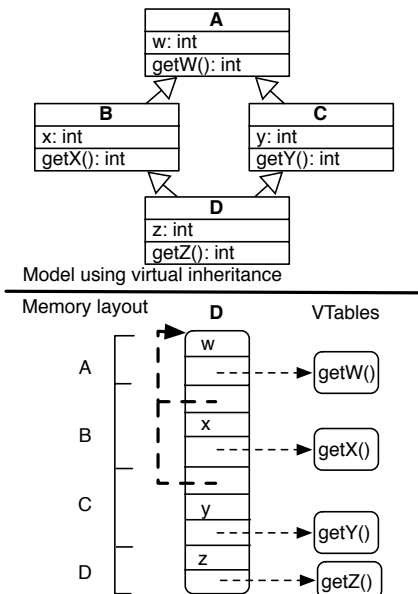 A
w: int
getW(): int
B
x: int
getX(): int
C
y: int
getY(): int
D
z: int
getZ(): int
Model using virtual inheritance
Memory layout
D
VTables
A
w
getW()
B
x
getX()
C
y
getY()
D
z
getZ()